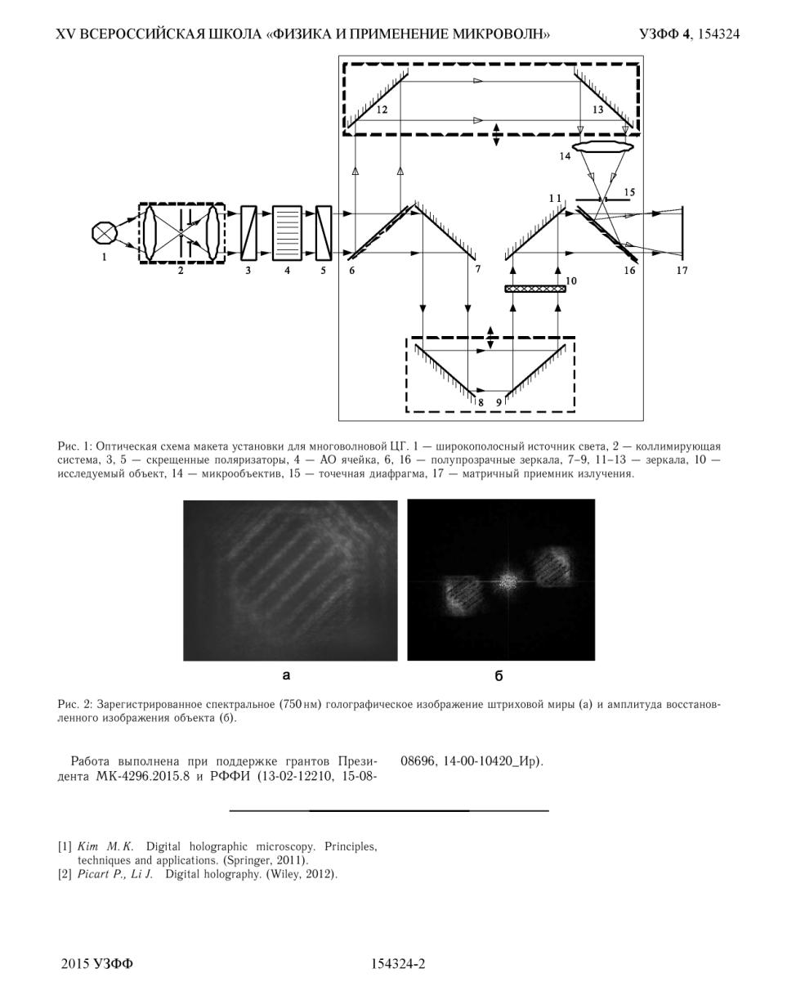 XV ВСЕРОССИЙСКАЯ ШКОЛА «ФИЗИКА И ПРИМЕНЕНИЕ МИКРОВОЛН» УЗФФ 4, 154324
12
13
14
15
11
1
2
3
4
5
6
7
16
17
10
8
9
Рис. 1: Оптическая схема макета установки для многоволновой ЦГ. 1 — широкополосный источник света, 2 — коллимирующая
система, 3, 5 — скрещенные поляризаторы, 4 — АО ячейка, 6, 16 — полупрозрачные зеркала, 7–9, 11–13 — зеркала, 10 —
исследуемый объект, 14 — микрообъектив, 15 — точечная диафрагма, 17 — матричный приемник излучения.
а
б
Рис. 2: Зарегистрированное спектральное (750 нм) голографическое изображение штриховой миры (а) и амплитуда восстанов-
ленного изображения объекта (б).
Работа выполнена при поддержке грантов Прези-
дента МК-4296.2015.8 и РФФИ (13-02-12210, 15-08-
08696, 14-00-10420_Ир).
[1] Kim M. K. Digital holographic microscopy. Principles,
techniques and applications. (Springer, 2011).
[2] Picart P., Li J. Digital holography. (Wiley, 2012).
2015 УЗФФ
154324-2